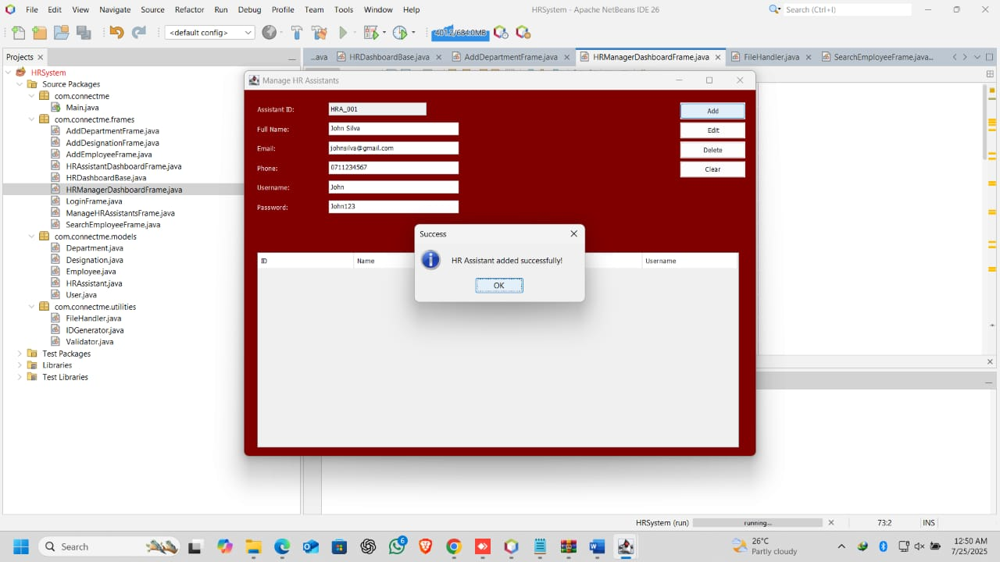 File Edit View Navigate Source Refactor Run Debug Profile Team Tools Window Help HRSystem - Apache NetBeans IDE 26 Search (Ctrl+I)
<default config> 401.2/684.0MB
Projects ...ava HRDashboardBase.java AddDepartmentFrame.java HRManagerDashboardFrame.java FileHandler.java SearchEmployeeFrame.java...
HRSystem
Source Packages
com.connectme
Main.java
com.connectme.frames
AddDepartmentFrame.java
AddDesignationFrame.java
AddEmployeeFrame.java
HRAssistantDashboardFrame.java
HRDashboardBase.java
HRManagerDashboardFrame.java
LoginFrame.java
ManageHRAssistantsFrame.java
SearchEmployeeFrame.java
com.connectme.models
Department.java
Designation.java
Employee.java
HRAssistant.java
User.java
com.connectme.utilities
FileHandler.java
IDGenerator.java
Validator.java
Test Packages
Libraries
Test Libraries
Manage HR Assistants
Assistant ID: HRA_001 Add
Full Name: John Silva Edit
Email: johnsilva@gmail.com Delete
Phone: 0711234567 Clear
Username: John
Password: John123
Success
HR Assistant added successfully!
OK
ID Name Username
HRSystem (run) running... 73:2 INS
Search 6 26°C Partly cloudy 12:50 AM 7/25/2025